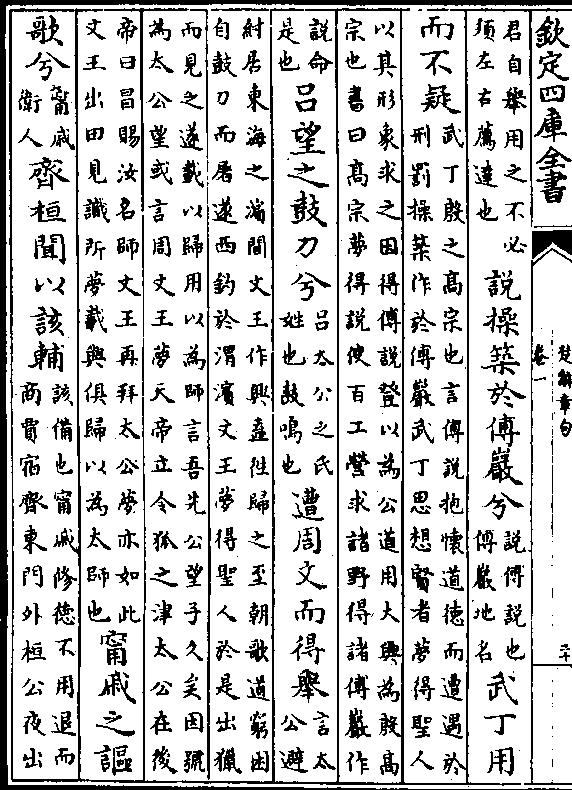 欽定四庫全書
楚辭章句
卷一
二十
君自舉用之不必
須左右薦達也
說操築於傅巖兮
說傅說也
傅巖地名
武丁用
而不疑
武丁殷之髙宗也言傅說抱懷道德而遭遇於
刑罰操築作於傅巖武丁思想賢者夢得聖人
以其形象求之因得傅說登以為公道用大興為殷髙
宗也書曰髙宗夢得說使百工營求諸野得諸傅巖作
說命
是也
呂望之鼓刀兮
呂太公之氏
姓也鼓鳴也
遭周文而得舉
言太
公避
紂居東海之濱聞文王作興盍往歸之至朝歌道窮困
自鼓刀而屠遂西釣於渭濱文王夢得聖人於是出獵
而見之遂載以歸用以為師言吾先公望子久矣因號
為太公望或言周文王夢天帝立令狐之津太公在後
帝曰昌賜汝名師文王再拜太公夢亦如此
文王出田見識所夢載與俱歸以為太師也
甯戚之謳
歌兮
甯戚
衛人
齊桓聞以該輔
該備也甯戚修德不用退而
商賈宿齊東門外桓公夜出